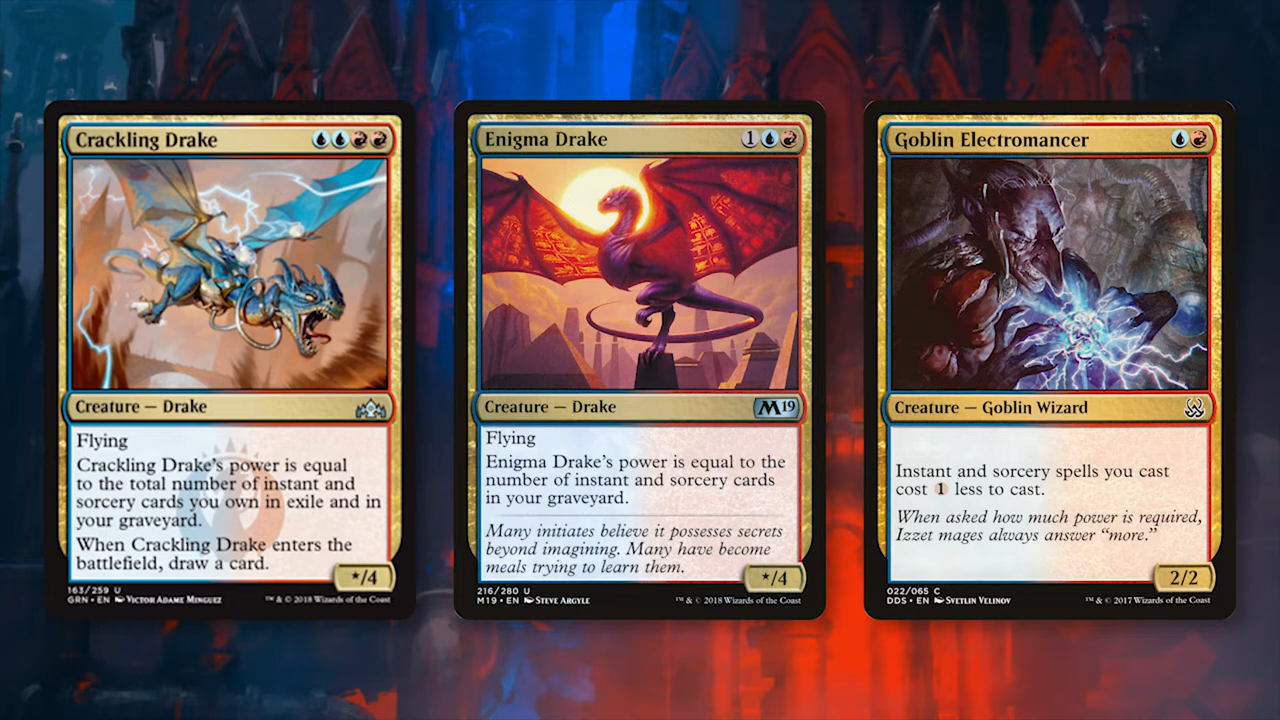 Crackling Drake
Creature — Drake
Flying
Crackling Drake's power is equal
to the total number of instant and
sorcery cards you own in exile and in
your graveyard.
When Crackling Drake enters the
battlefield, draw a card.
*/4
163/259 U
GRN • EN Victor Adame Minguez
™ & © 2018 Wizards of the Coast
Enigma Drake
1
Creature — Drake
M19
Flying
Enigma Drake's power is equal to the
number of instant and sorcery cards
in your graveyard.
Many initiates believe it possesses secrets
beyond imagining. Many have become
meals trying to learn them.
*/4
216/280 U
M19 • EN Steve Argyle
™ & © 2018 Wizards of the Coast
Goblin Electromancer
Creature — Goblin Wizard
Instant and sorcery spells you cast
cost 1 less to cast.
When asked how much power is required,
Izzet mages always answer “more.”
2/2
022/065 C
DDS • EN Svetlin Velinov
™ & © 2017 Wizards of the Coast